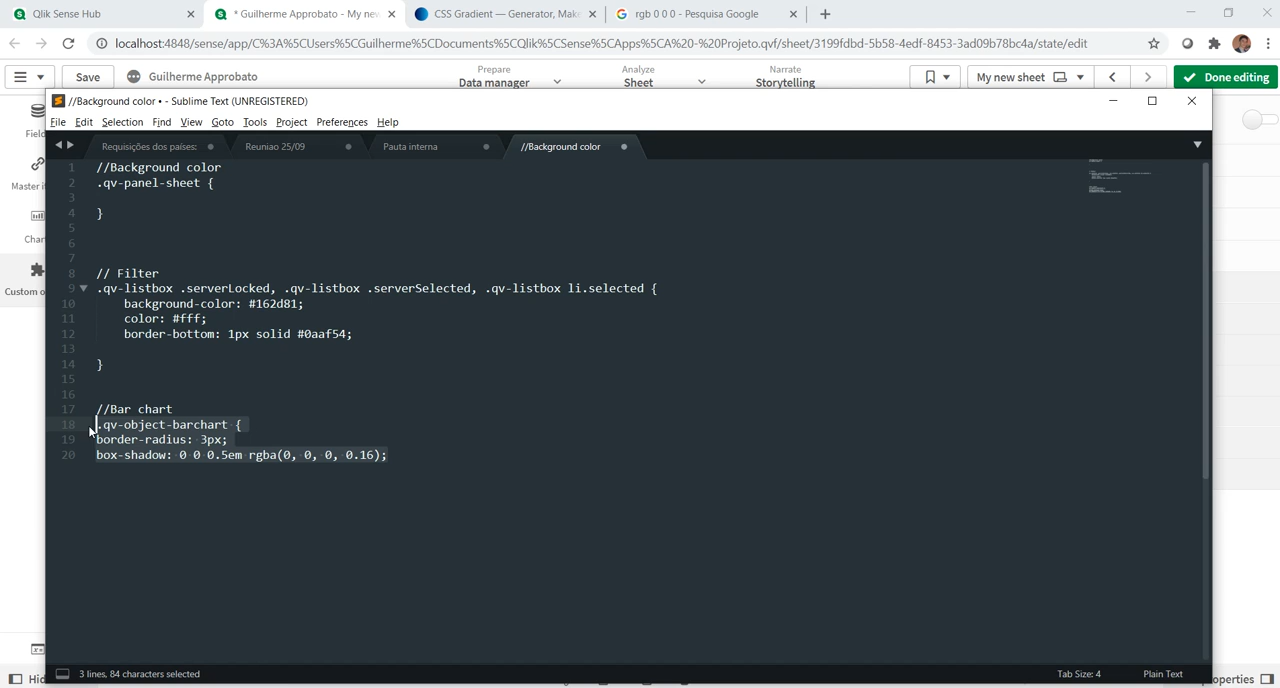 Qlik Sense Hub
* Guilherme Approbato - My nev
CSS Gradient — Generator, Make
rgb 0 0 0 - Pesquisa Google
localhost:4848/sense/app/C%3A%5CUsers%5CGuilherme%5CDocuments%5CQlik%5CSense%5CApps%5CA%20-%20Projeto.qvf/sheet/3199fdbd-5b58-4edf-8453-3ad09b78bc4a/state/edit
Save
Guilherme Approbato
Prepare
Data manager
Analyze
Sheet
Narrate
Storytelling
My new sheet
Done editing
//Background color • - Sublime Text (UNREGISTERED)
File Edit Selection Find View Goto Tools Project Preferences Help
Requisições dos países:
Reuniao 25/09
Pauta interna
//Background color
Field
Master it
Char
Custom o
1 //Background color
2 .qv-panel-sheet {
3
4 }
5
6
7
8 // Filter
9 .qv-listbox .serverLocked, .qv-listbox .serverSelected, .qv-listbox li.selected {
10 background-color: #162d81;
11 color: #fff;
12 border-bottom: 1px solid #0aaf54;
13
14 }
15
16
17 //Bar chart
18 .qv-object-barchart {
19 border-radius: 3px;
20 box-shadow: 0 0 0.5em rgba(0, 0, 0, 0.16);
3 lines, 84 characters selected
Tab Size: 4
Plain Text
Hid
roperties